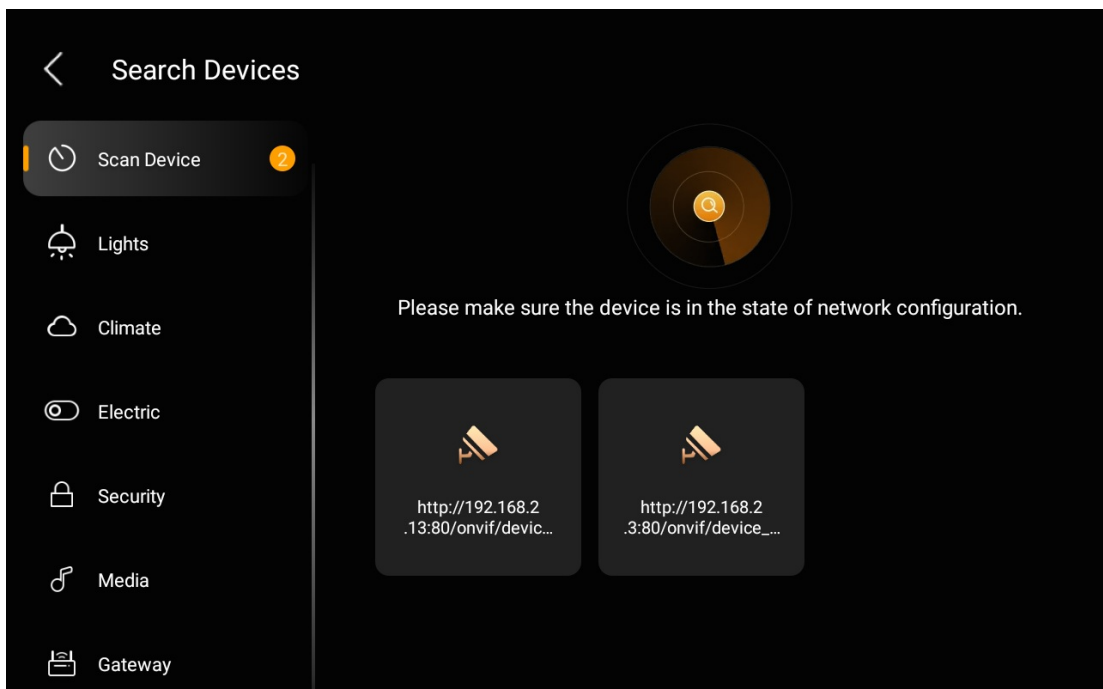 Search Devices
Scan Device
2
Lights
Climate
Electric
Security
Media
Gateway
Please make sure the device is in the state of network configuration.
http://192.168.2
.13:80/onvif/devic...
http://192.168.2
.3:80/onvif/device_...